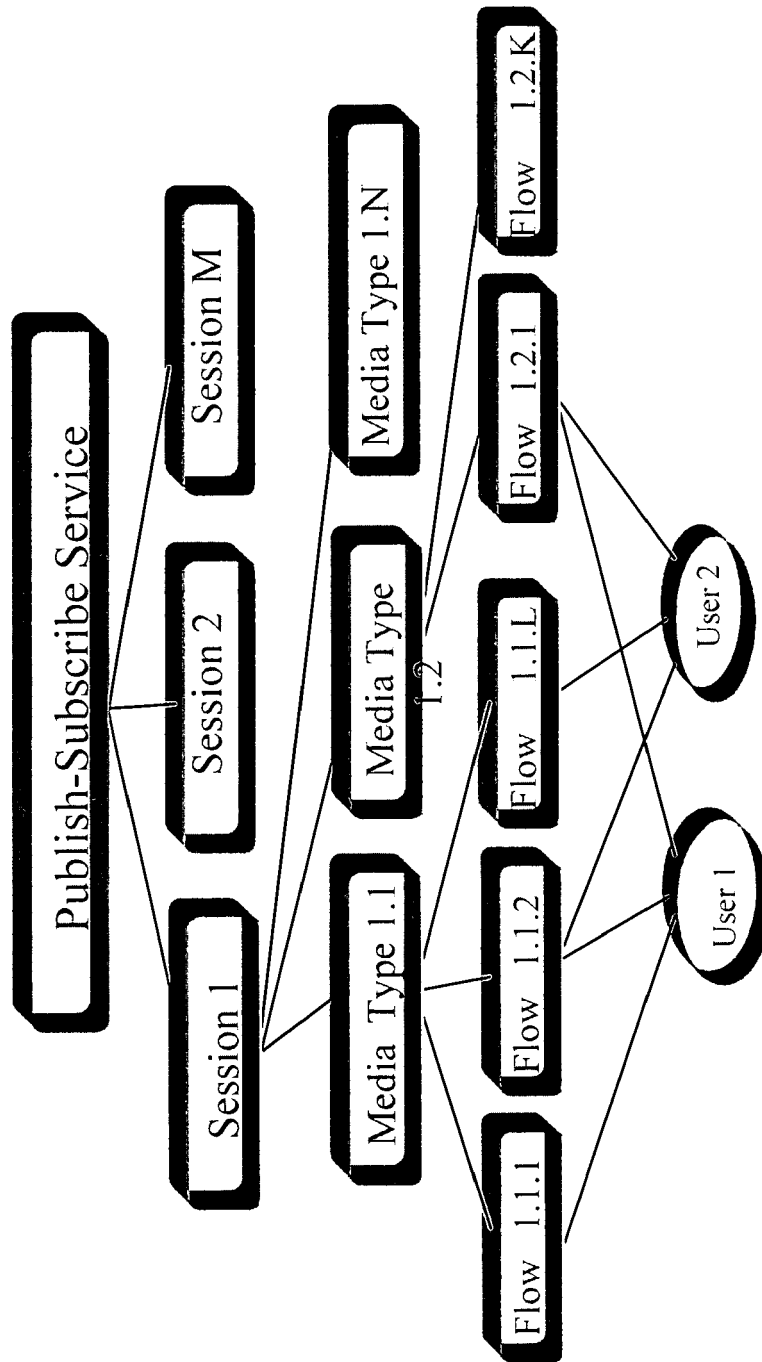 Publish-Subscribe Service
Session 1
Session 2
Session M
Media Type 1.1
Media Type
1.2
Media Type 1.N
Flow 1.1.1
Flow 1.1.2
Flow 1.1.L
Flow 1.2.1
Flow 1.2.K
User 1
User 2